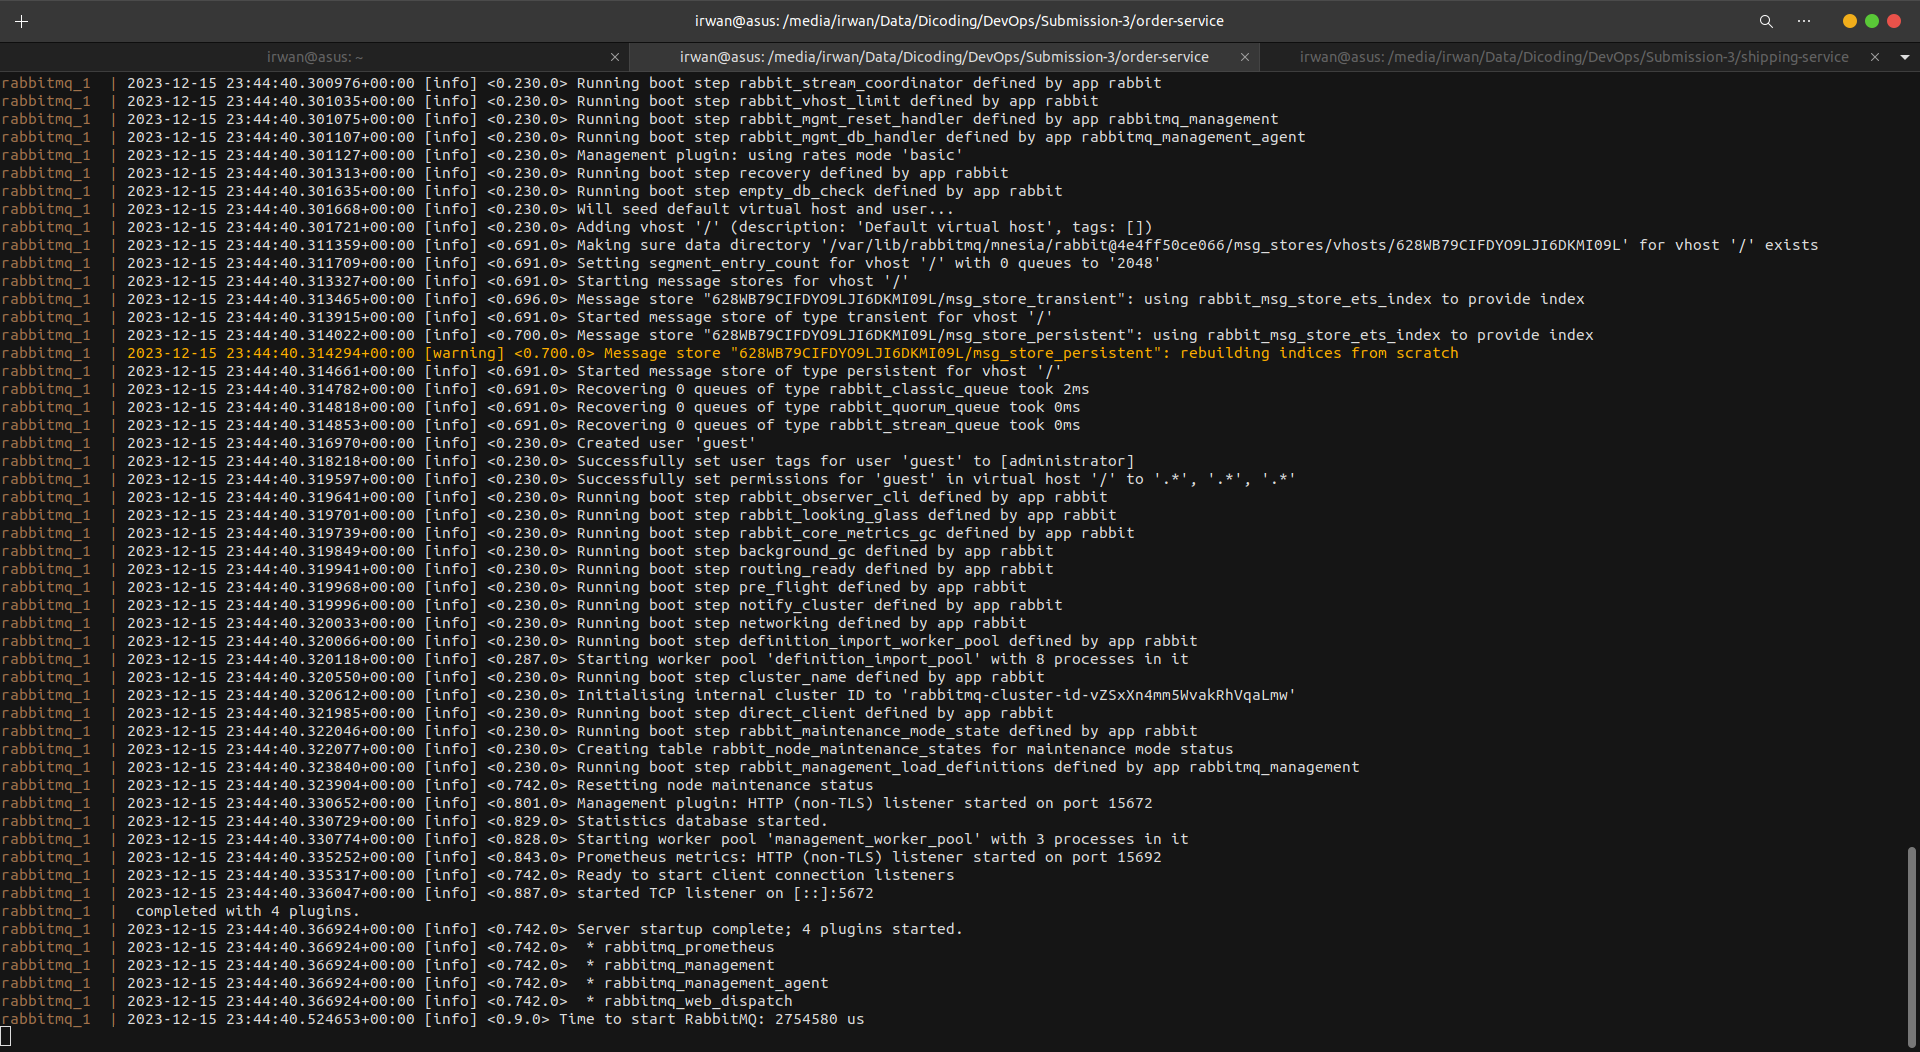 irwan@asus: /media/irwan/Data/Dicoding/DevOps/Submission-3/order-service
irwan@asus: ~
irwan@asus: /media/irwan/Data/Dicoding/DevOps/Submission-3/order-service
irwan@asus: /media/irwan/Data/Dicoding/DevOps/Submission-3/shipping-service
rabbitmq_1  | 2023-12-15 23:44:40.300976+00:00 [info] <0.230.0> Running boot step rabbit_stream_coordinator defined by app rabbit
rabbitmq_1  | 2023-12-15 23:44:40.301035+00:00 [info] <0.230.0> Running boot step rabbit_vhost_limit defined by app rabbit
rabbitmq_1  | 2023-12-15 23:44:40.301075+00:00 [info] <0.230.0> Running boot step rabbit_mgmt_reset_handler defined by app rabbitmq_management
rabbitmq_1  | 2023-12-15 23:44:40.301107+00:00 [info] <0.230.0> Running boot step rabbit_mgmt_db_handler defined by app rabbitmq_management_agent
rabbitmq_1  | 2023-12-15 23:44:40.301127+00:00 [info] <0.230.0> Management plugin: using rates mode 'basic'
rabbitmq_1  | 2023-12-15 23:44:40.301313+00:00 [info] <0.230.0> Running boot step recovery defined by app rabbit
rabbitmq_1  | 2023-12-15 23:44:40.301635+00:00 [info] <0.230.0> Running boot step empty_db_check defined by app rabbit
rabbitmq_1  | 2023-12-15 23:44:40.301668+00:00 [info] <0.230.0> Will seed default virtual host and user...
rabbitmq_1  | 2023-12-15 23:44:40.301721+00:00 [info] <0.230.0> Adding vhost '/' (description: 'Default virtual host', tags: [])
rabbitmq_1  | 2023-12-15 23:44:40.311359+00:00 [info] <0.691.0> Making sure data directory '/var/lib/rabbitmq/mnesia/rabbit@4e4ff50ce066/msg_stores/vhosts/628WB79CIFDYO9LJI6DKMI09L' for vhost '/' exists
rabbitmq_1  | 2023-12-15 23:44:40.311709+00:00 [info] <0.691.0> Setting segment_entry_count for vhost '/' with 0 queues to '2048'
rabbitmq_1  | 2023-12-15 23:44:40.313327+00:00 [info] <0.691.0> Starting message stores for vhost '/'
rabbitmq_1  | 2023-12-15 23:44:40.313465+00:00 [info] <0.696.0> Message store "628WB79CIFDYO9LJI6DKMI09L/msg_store_transient": using rabbit_msg_store_ets_index to provide index
rabbitmq_1  | 2023-12-15 23:44:40.313915+00:00 [info] <0.691.0> Started message store of type transient for vhost '/'
rabbitmq_1  | 2023-12-15 23:44:40.314022+00:00 [info] <0.700.0> Message store "628WB79CIFDYO9LJI6DKMI09L/msg_store_persistent": using rabbit_msg_store_ets_index to provide index
rabbitmq_1  | 2023-12-15 23:44:40.314294+00:00 [warning] <0.700.0> Message store "628WB79CIFDYO9LJI6DKMI09L/msg_store_persistent": rebuilding indices from scratch
rabbitmq_1  | 2023-12-15 23:44:40.314661+00:00 [info] <0.691.0> Started message store of type persistent for vhost '/'
rabbitmq_1  | 2023-12-15 23:44:40.314782+00:00 [info] <0.691.0> Recovering 0 queues of type rabbit_classic_queue took 2ms
rabbitmq_1  | 2023-12-15 23:44:40.314818+00:00 [info] <0.691.0> Recovering 0 queues of type rabbit_quorum_queue took 0ms
rabbitmq_1  | 2023-12-15 23:44:40.314853+00:00 [info] <0.691.0> Recovering 0 queues of type rabbit_stream_queue took 0ms
rabbitmq_1  | 2023-12-15 23:44:40.316970+00:00 [info] <0.230.0> Created user 'guest'
rabbitmq_1  | 2023-12-15 23:44:40.318218+00:00 [info] <0.230.0> Successfully set user tags for user 'guest' to [administrator]
rabbitmq_1  | 2023-12-15 23:44:40.319597+00:00 [info] <0.230.0> Successfully set permissions for 'guest' in virtual host '/' to '.*', '.*', '.*'
rabbitmq_1  | 2023-12-15 23:44:40.319641+00:00 [info] <0.230.0> Running boot step rabbit_observer_cli defined by app rabbit
rabbitmq_1  | 2023-12-15 23:44:40.319701+00:00 [info] <0.230.0> Running boot step rabbit_looking_glass defined by app rabbit
rabbitmq_1  | 2023-12-15 23:44:40.319739+00:00 [info] <0.230.0> Running boot step rabbit_core_metrics_gc defined by app rabbit
rabbitmq_1  | 2023-12-15 23:44:40.319849+00:00 [info] <0.230.0> Running boot step background_gc defined by app rabbit
rabbitmq_1  | 2023-12-15 23:44:40.319941+00:00 [info] <0.230.0> Running boot step routing_ready defined by app rabbit
rabbitmq_1  | 2023-12-15 23:44:40.319968+00:00 [info] <0.230.0> Running boot step pre_flight defined by app rabbit
rabbitmq_1  | 2023-12-15 23:44:40.319996+00:00 [info] <0.230.0> Running boot step notify_cluster defined by app rabbit
rabbitmq_1  | 2023-12-15 23:44:40.320033+00:00 [info] <0.230.0> Running boot step networking defined by app rabbit
rabbitmq_1  | 2023-12-15 23:44:40.320066+00:00 [info] <0.230.0> Running boot step definition_import_worker_pool defined by app rabbit
rabbitmq_1  | 2023-12-15 23:44:40.320118+00:00 [info] <0.287.0> Starting worker pool 'definition_import_pool' with 8 processes in it
rabbitmq_1  | 2023-12-15 23:44:40.320550+00:00 [info] <0.230.0> Running boot step cluster_name defined by app rabbit
rabbitmq_1  | 2023-12-15 23:44:40.320612+00:00 [info] <0.230.0> Initialising internal cluster ID to 'rabbitmq-cluster-id-vZSxXn4mm5WvakRhVqaLmw'
rabbitmq_1  | 2023-12-15 23:44:40.321985+00:00 [info] <0.230.0> Running boot step direct_client defined by app rabbit
rabbitmq_1  | 2023-12-15 23:44:40.322046+00:00 [info] <0.230.0> Running boot step rabbit_maintenance_mode_state defined by app rabbit
rabbitmq_1  | 2023-12-15 23:44:40.322077+00:00 [info] <0.230.0> Creating table rabbit_node_maintenance_states for maintenance mode status
rabbitmq_1  | 2023-12-15 23:44:40.323840+00:00 [info] <0.230.0> Running boot step rabbit_management_load_definitions defined by app rabbitmq_management
rabbitmq_1  | 2023-12-15 23:44:40.323904+00:00 [info] <0.742.0> Resetting node maintenance status
rabbitmq_1  | 2023-12-15 23:44:40.330652+00:00 [info] <0.801.0> Management plugin: HTTP (non-TLS) listener started on port 15672
rabbitmq_1  | 2023-12-15 23:44:40.330729+00:00 [info] <0.829.0> Statistics database started.
rabbitmq_1  | 2023-12-15 23:44:40.330774+00:00 [info] <0.828.0> Starting worker pool 'management_worker_pool' with 3 processes in it
rabbitmq_1  | 2023-12-15 23:44:40.335252+00:00 [info] <0.843.0> Prometheus metrics: HTTP (non-TLS) listener started on port 15692
rabbitmq_1  | 2023-12-15 23:44:40.335317+00:00 [info] <0.742.0> Ready to start client connection listeners
rabbitmq_1  | 2023-12-15 23:44:40.336047+00:00 [info] <0.887.0> started TCP listener on [::]:5672
rabbitmq_1  |  completed with 4 plugins.
rabbitmq_1  | 2023-12-15 23:44:40.366924+00:00 [info] <0.742.0> Server startup complete; 4 plugins started.
rabbitmq_1  | 2023-12-15 23:44:40.366924+00:00 [info] <0.742.0>  * rabbitmq_prometheus
rabbitmq_1  | 2023-12-15 23:44:40.366924+00:00 [info] <0.742.0>  * rabbitmq_management
rabbitmq_1  | 2023-12-15 23:44:40.366924+00:00 [info] <0.742.0>  * rabbitmq_management_agent
rabbitmq_1  | 2023-12-15 23:44:40.366924+00:00 [info] <0.742.0>  * rabbitmq_web_dispatch
rabbitmq_1  | 2023-12-15 23:44:40.524653+00:00 [info] <0.9.0> Time to start RabbitMQ: 2754580 us